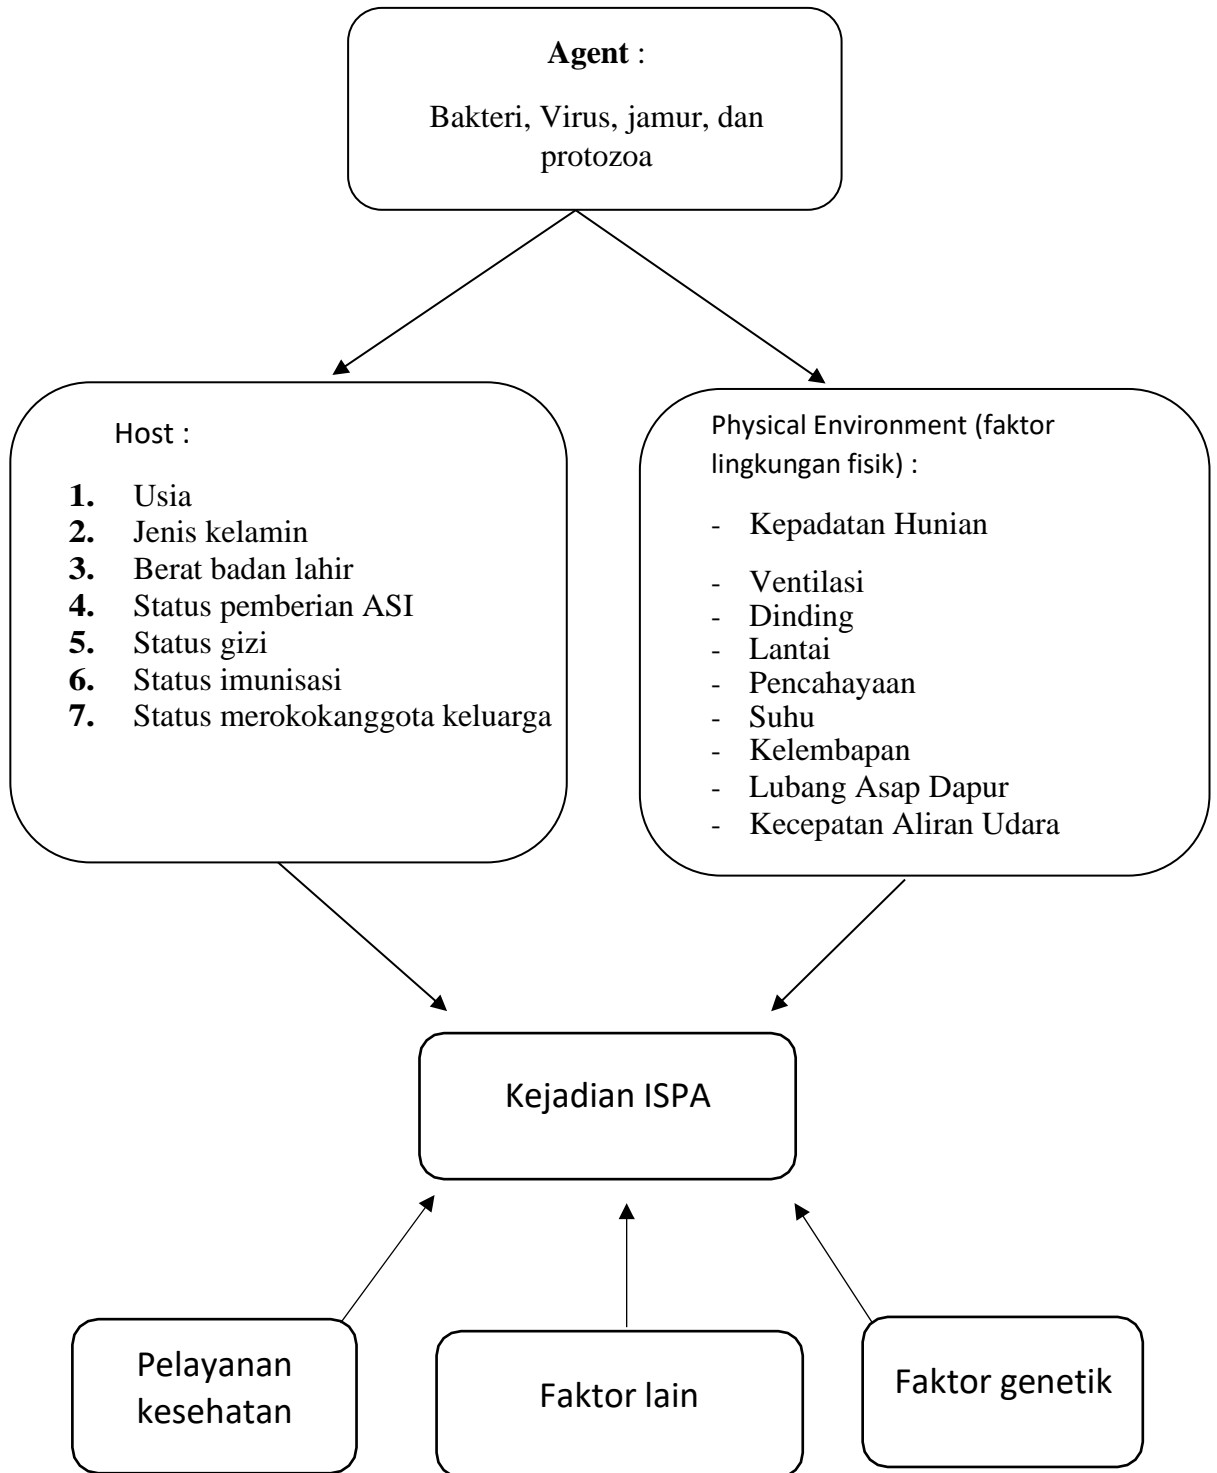 Agent :
Bakteri, Virus, jamur, dan
protozoa
Host :
1. Usia
2. Jenis kelamin
3. Berat badan lahir
4. Status pemberian ASI
5. Status gizi
6. Status imunisasi
7. Status merokokanggota keluarga
Physical Environment (faktor
lingkungan fisik) :
- Kepadatan Hunian
- Ventilasi
- Dinding
- Lantai
- Pencahayaan
- Suhu
- Kelembapan
- Lubang Asap Dapur
- Kecepatan Aliran Udara
Kejadian ISPA
Pelayanan
kesehatan
Faktor lain
Faktor genetik